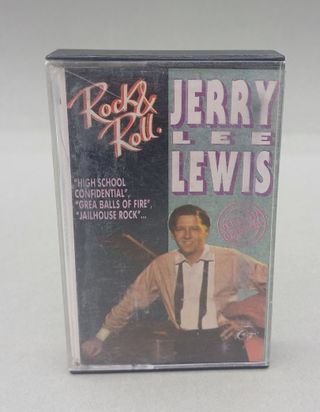 Rock &
Roll.
JERRY
LEE
LEWIS
"HIGH SCHOOL
CONFIDENTIAL",
"GREA BALLS OF FIRE",
"JAILHOUSE ROCK"...